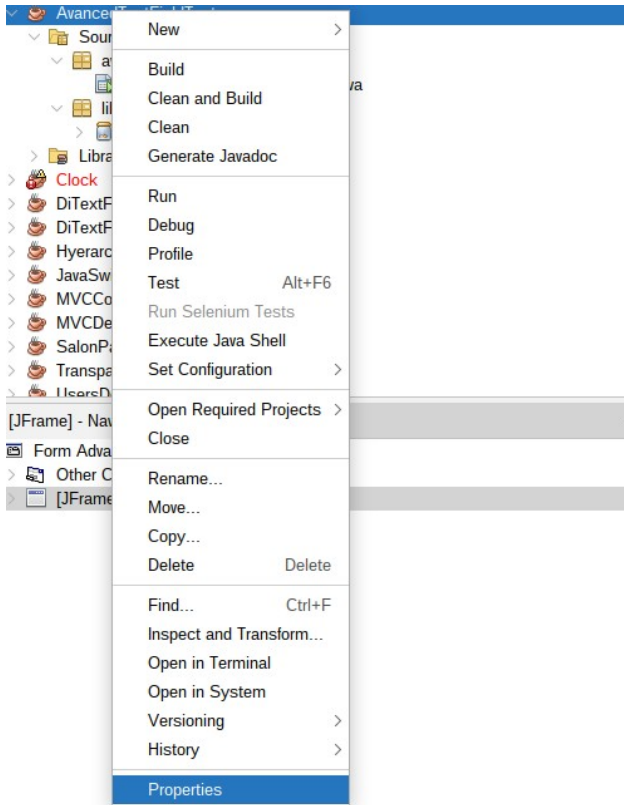 New
Sour
Build
Clean and Build
Clean
Libra
Generate Javadoc
Clock
Run
DiTextF
Debug
DiTextF
Profile
Hyerarc
Test Alt+F6
JavaSw
Run Selenium Tests
MVCCo
Execute Java Shell
MVCDe
Set Configuration
SalonPa
Transpa
UsersD
Open Required Projects
[JFrame] - Nav
Close
Form Adva
Other C
Rename...
[JFrame
Move...
Copy...
Delete Delete
Find... Ctrl+F
Inspect and Transform...
Open in Terminal
Open in System
Versioning
History
Properties